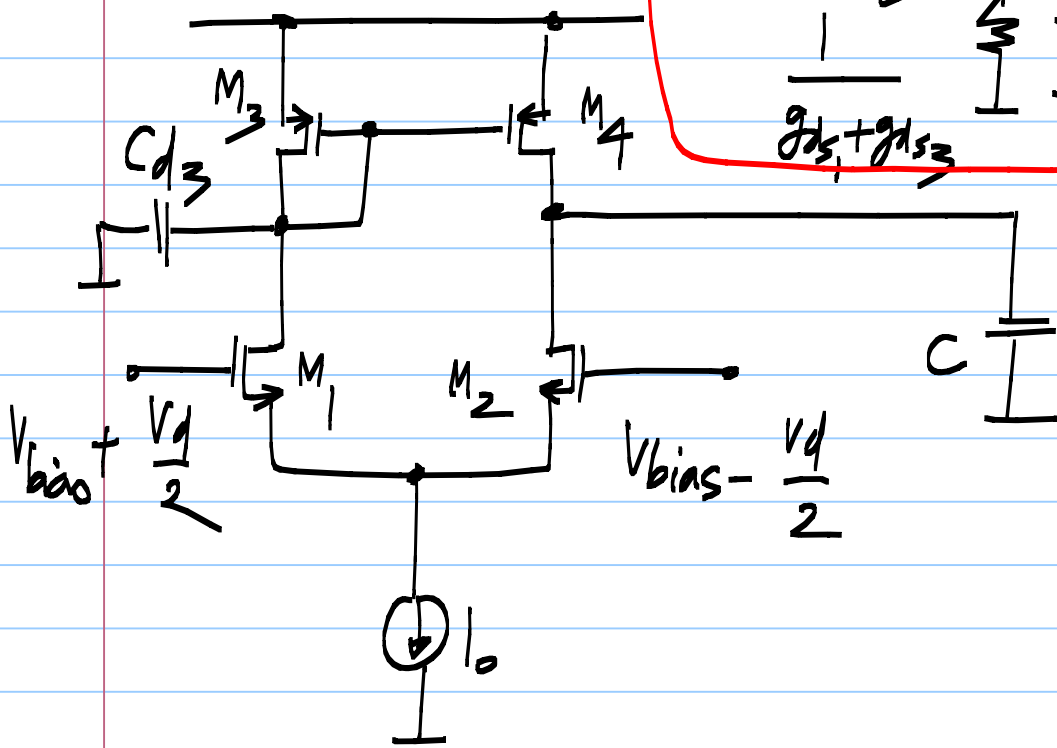 1
gds1+gds3
M3
M4
Cd3
M1
M2
C
Vbias + Vd/2
Vbias - Vd/2
I0